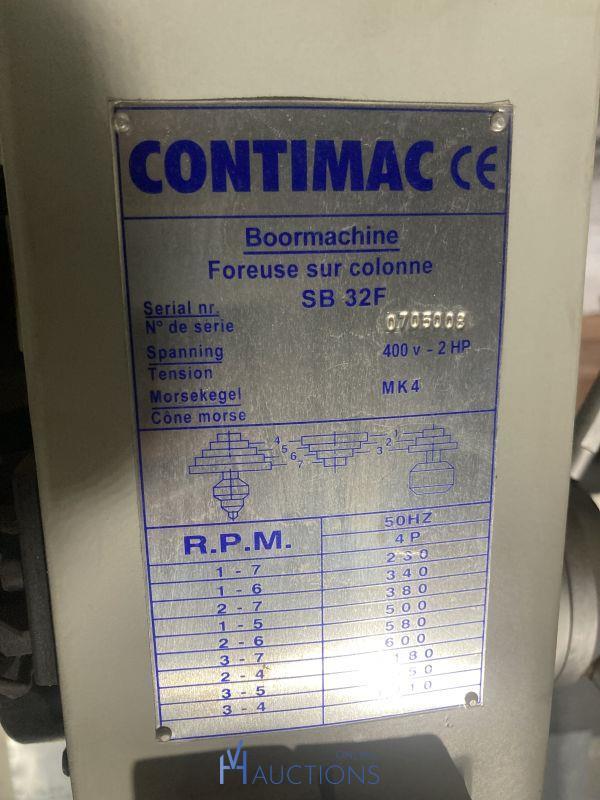 CONTIMAC CE
Boormachine
Foreuse sur colonne
SB 32F
Serial nr.
N° de série 0705008
Spanning 400 v - 2 HP
Tension
Morsekegel MK4
Cône morse
4 1
5 2
6 3
7
R.P.M. 50HZ
4P
1 - 7 260
1 - 6 340
2 - 7 380
1 - 5 500
2 - 6 580
3 - 7 600
2 - 4
3 - 5
3 - 4
AUCTIONS